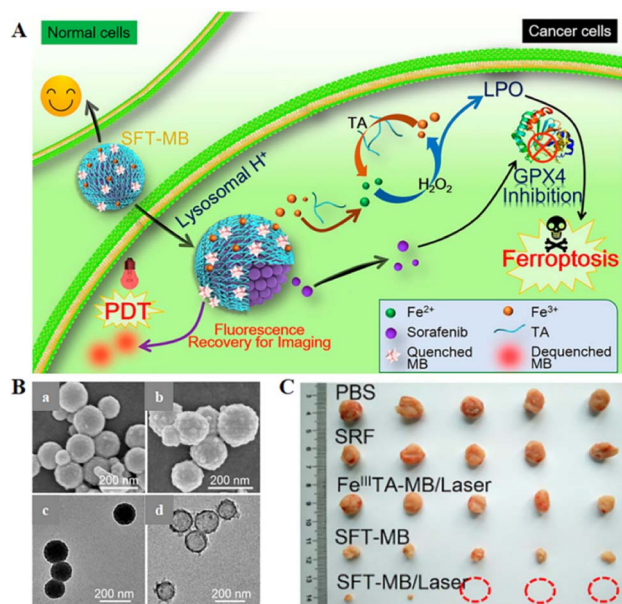 A
Normal cells
Cancer cells
SFT-MB
Lysosomal H+
TA
H₂O₂
LPO
GPX4
Inhibition
Ferroptosis
PDT
Fluorescence
Recovery for Imaging
Fe²⁺
Fe³⁺
Sorafenib
TA
Quenched
MB
Dequenched
MB
B
a
b
200 nm
200 nm
c
d
200 nm
200 nm
C
PBS
SRF
FeᴵᴵᴵTA-MB/Laser
SFT-MB
SFT-MB/Laser